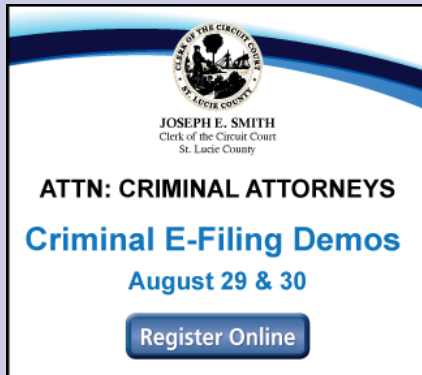 CLERK OF THE CIRCUIT COURT
ST. LUCIE COUNTY
JOSEPH E. SMITH
Clerk of the Circuit Court
St. Lucie County
ATTN: CRIMINAL ATTORNEYS
Criminal E-Filing Demos
August 29 & 30
Register Online